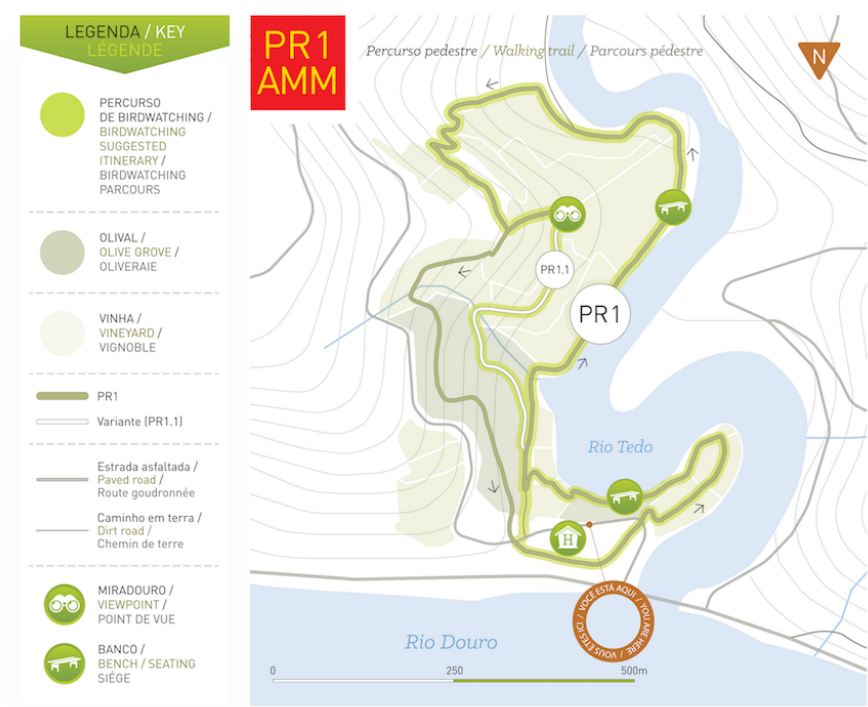 LEGENDA / KEY
LÉGENDE
PERCURSO
DE BIRDWATCHING /
BIRDWATCHING
SUGGESTED
ITINERARY /
BIRDWATCHING
PARCOURS
OLIVAL /
OLIVE GROVE /
OLIVERAIE
VINHA /
VINEYARD /
VIGNOBLE
PR1
Variante (PR1.1)
Estrada asfaltada /
Paved road /
Route goudronnée
Caminho em terra /
Dirt road /
Chemin de terre
MIRADOURO /
VIEWPOINT /
POINT DE VUE
BANCO /
BENCH / SEATING
SIÉGE
PR1
AMM
Percurso pedestre / Walking trail / Parcours pédestre
N
PR1.1
PR1
Rio Tedo
H
VOCÊ ESTÁ AQUI / YOU ARE HERE / VOUS ÊTES ICI /
Rio Douro
0 250 500m